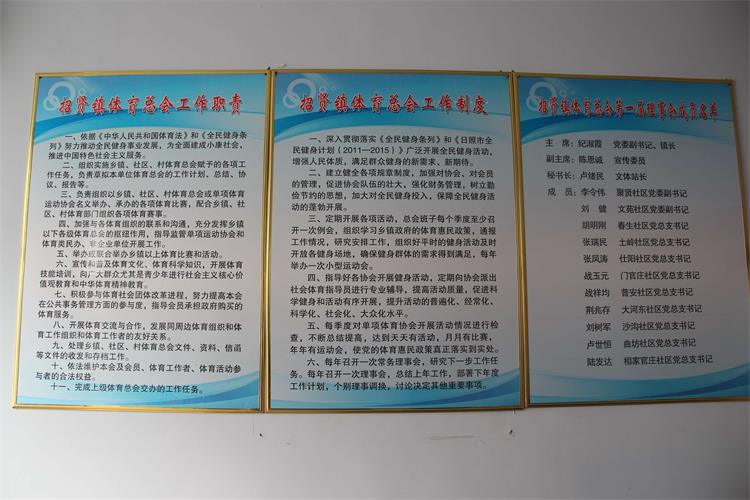 招贤镇体育总会工作职责
一、依据《中华人民共和国体育法》和《全民健身条
例》努力推动全民健身事业发展，为全面建成小康社会，
推进中国特色社会主义服务。
二、组织实施乡镇、社区、村体育总会赋予的各项工
作任务，负责草拟本单位体育总会的工作计划、总结、协
议、报告等。
三、负责组织以乡镇、社区、村体育总会或单项体育
运动协会名义举办、承办的各项体育比赛，配合乡镇、社
区、村体育部门组织各项体育赛事。
四、加强与各体育组织的联系和沟通，充分发挥乡镇
以下各级体育总会的枢纽作用，指导监督单项运动协会和
体育类民办、非企业单位开展工作。
五、举办或联合举办乡镇以上体育比赛和活动。
六、宣传和普及体育文化、体育科学知识，开展体育
技能培训，向广大群众尤其是青少年进行社会主义核心价
值观教育和中华体育精神教育。
七、积极参与体育社会团体改革进程，努力提高本会
在公共事务管理方面的参与度，指导会员承担政府购买的
体育服务。
八、开展体育交流与合作，发展同周边体育组织和体
育工作组织和体育工作者的友好关系。
九、处理乡镇、社区、村体育总会文件、资料、信函
等文件的收发和存档工作。
十、依法维护本会及会员、体育工作者、体育活动参
与者的合法权益。
十一、完成上级体育总会交办的工作任务。
招贤镇体育总会工作制度
一、深入贯彻落实《全民健身条例》和《日照市全民
健身计划（2011－2015）》广泛开展全民健身活动，
增强人民体质，满足群众健身的新需求、新期待。
二、建立健全各项规章制度，加强对协会、对会员
的管理，促进协会队伍的壮大，强化财务管理，树立勤
俭节约的思想，加大对全民健身投入，保障全民健身活动
的蓬勃开展。
三、定期开展各项活动，总会班子每个季度至少召
开一次例会，组织学习乡镇政府的体育惠民政策，通报
工作情况，研究安排工作，组织好平时的健身活动及时
开放各健身场地，确保健身群体的需求得到满足，每年
举办一次小型运动会。
四、指导好各协会开展健身活动，定期向协会派出
社会体育指导员进行专业辅导，提高活动质量，促进科
学健身和活动有序开展，提升活动的普遍化、经常化、
科学化、社会化、大众化水平。
五、每季度对单项体育协会开展活动情况进行检
查，不断总结提高，达到天天有活动，月月有比赛，
年年有运动会，使党的体育惠民政策真正落实到实处。
六、每年召开一次常务理事会，研究下一步工作任
务。每年召开一次理事会，总结上年工作，部署下年度
工作计划，个别理事调换，讨论决定其他重要事项。
招贤镇体育总会第一届理事会成员名单
主 席：纪淑霞 党委副书记、镇长
副主席：陈思诚 宣传委员
秘书长：卢绪民 文体站长
成 员：李令伟 聚贤社区党委副书记
刘 健 文苑社区党总支书记
胡明刚 春生社区党总支书记
张瑞民 土岭社区党总支书记
张凤涛 仕阳社区党总支书记
战玉元 门官庄社区党总支书记
战祥均 普安社区党总支书记
荆兆存 大河东社区党总支书记
刘树军 沙沟社区党总支书记
卢世恒 曲坊社区党总支书记
陆发达 相家官庄社区党总支书记